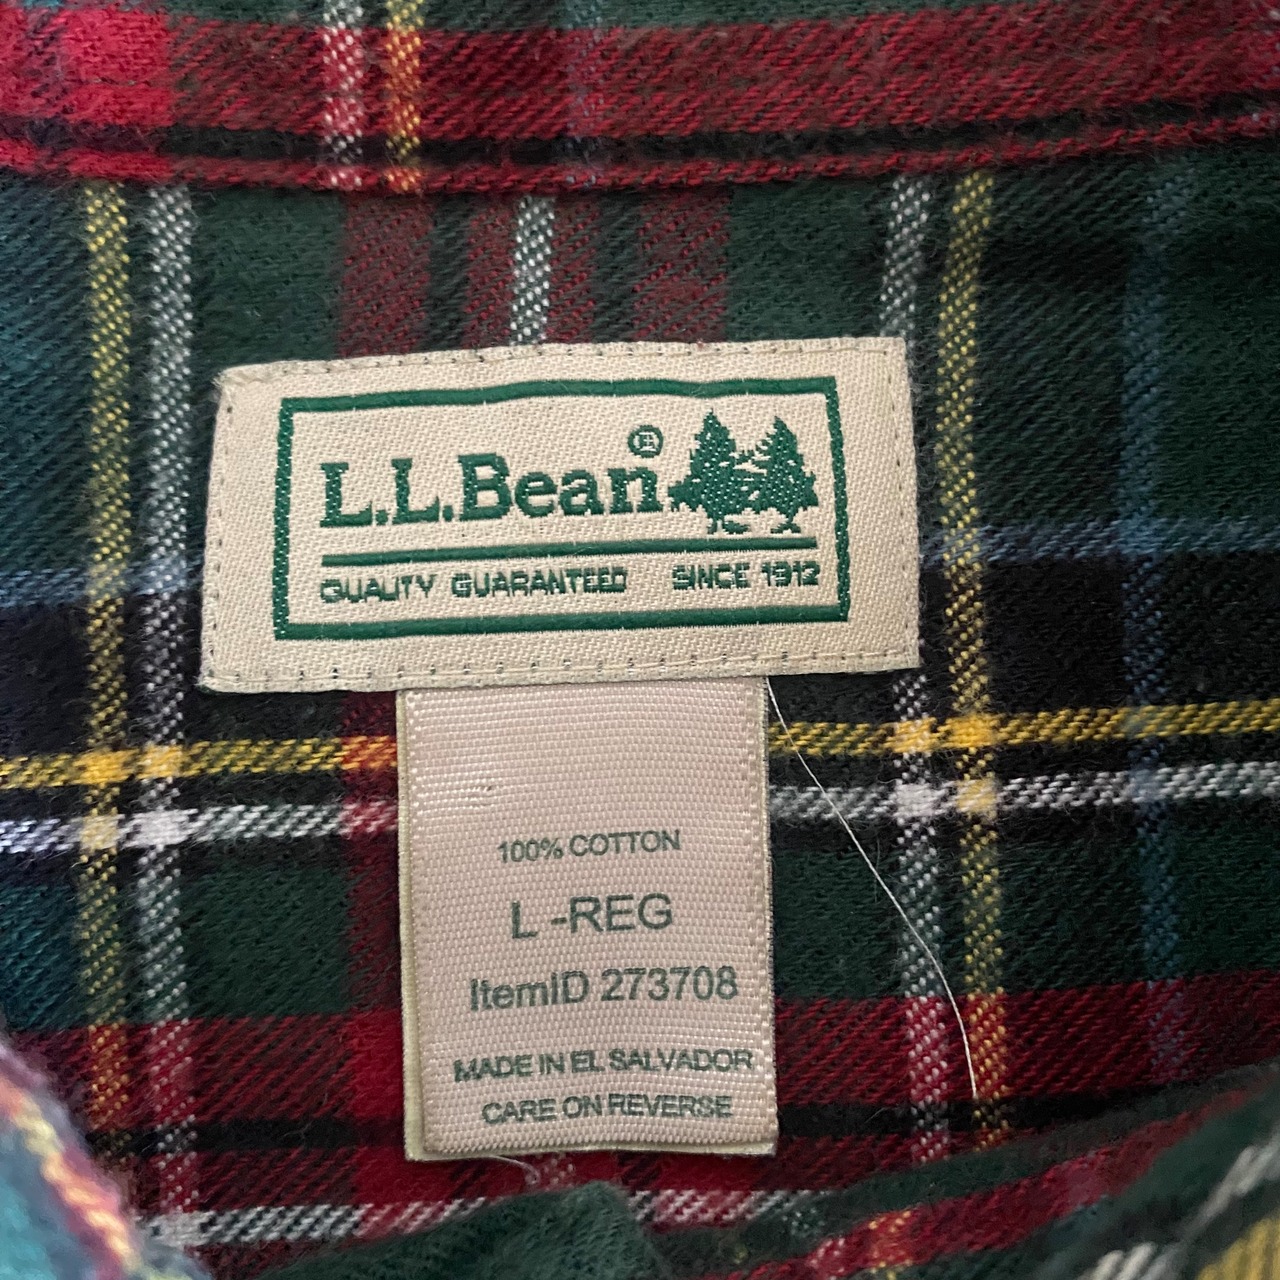 L.L.Bean®
QUALITY GUARANTEED SINCE 1912
100% COTTON
L -REG
ItemID 273708
MADE IN EL SALVADOR
CARE ON REVERSE